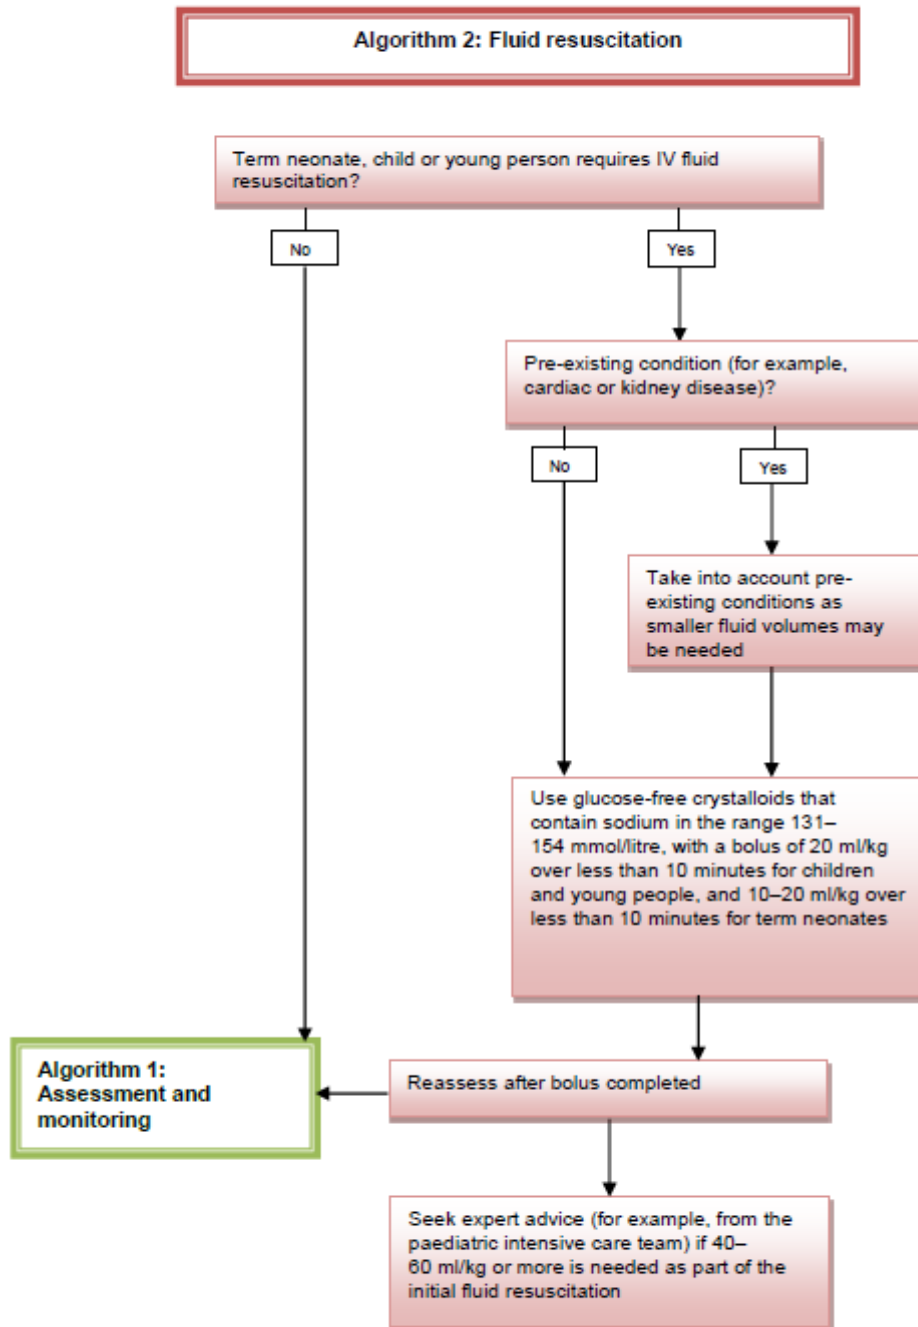 Algorithm 2: Fluid resuscitation
Term neonate, child or young person requires IV fluid
resuscitation?
No
Yes
Pre-existing condition (for example,
cardiac or kidney disease)?
No
Yes
Take into account pre-
existing conditions as
smaller fluid volumes may
be needed
Use glucose-free crystalloids that
contain sodium in the range 131–
154 mmol/litre, with a bolus of 20 ml/kg
over less than 10 minutes for children
and young people, and 10–20 ml/kg over
less than 10 minutes for term neonates
Algorithm 1:
Assessment and
monitoring
Reassess after bolus completed
Seek expert advice (for example, from the
paediatric intensive care team) if 40–
60 ml/kg or more is needed as part of the
initial fluid resuscitation